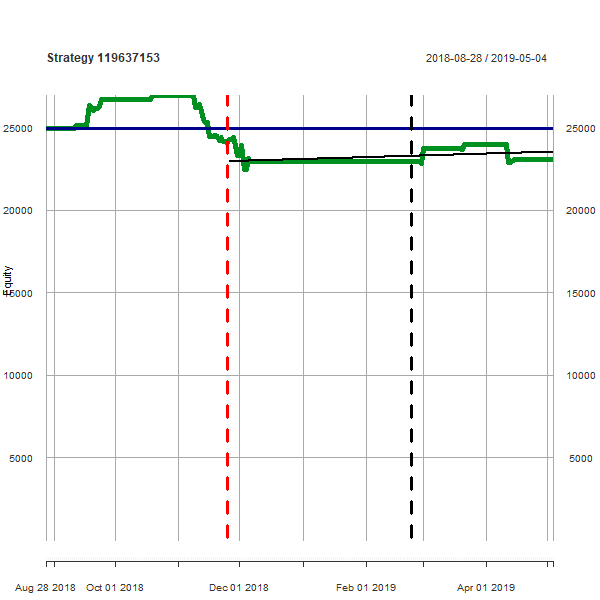 Strategy 119637153
2018-08-28 / 2019-05-04
25000 25000
20000 20000
Equity
15000 15000
10000 10000
5000 5000
Aug 28 2018 Oct 01 2018 Dec 01 2018 Feb 01 2019 Apr 01 2019